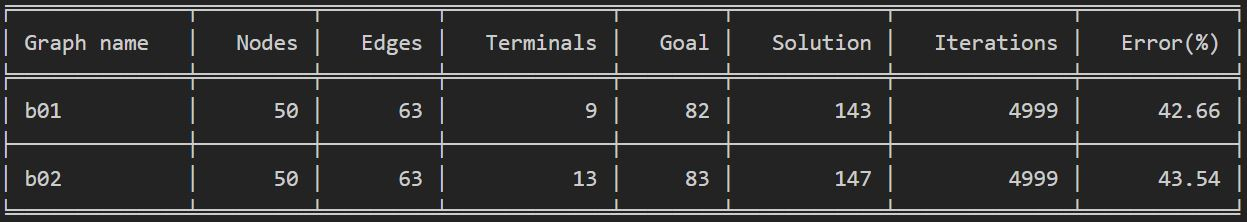 Graph name Nodes Edges Terminals Goal Solution Iterations Error(%)
b01 50 63 9 82 143 4999 42.66
b02 50 63 13 83 147 4999 43.54